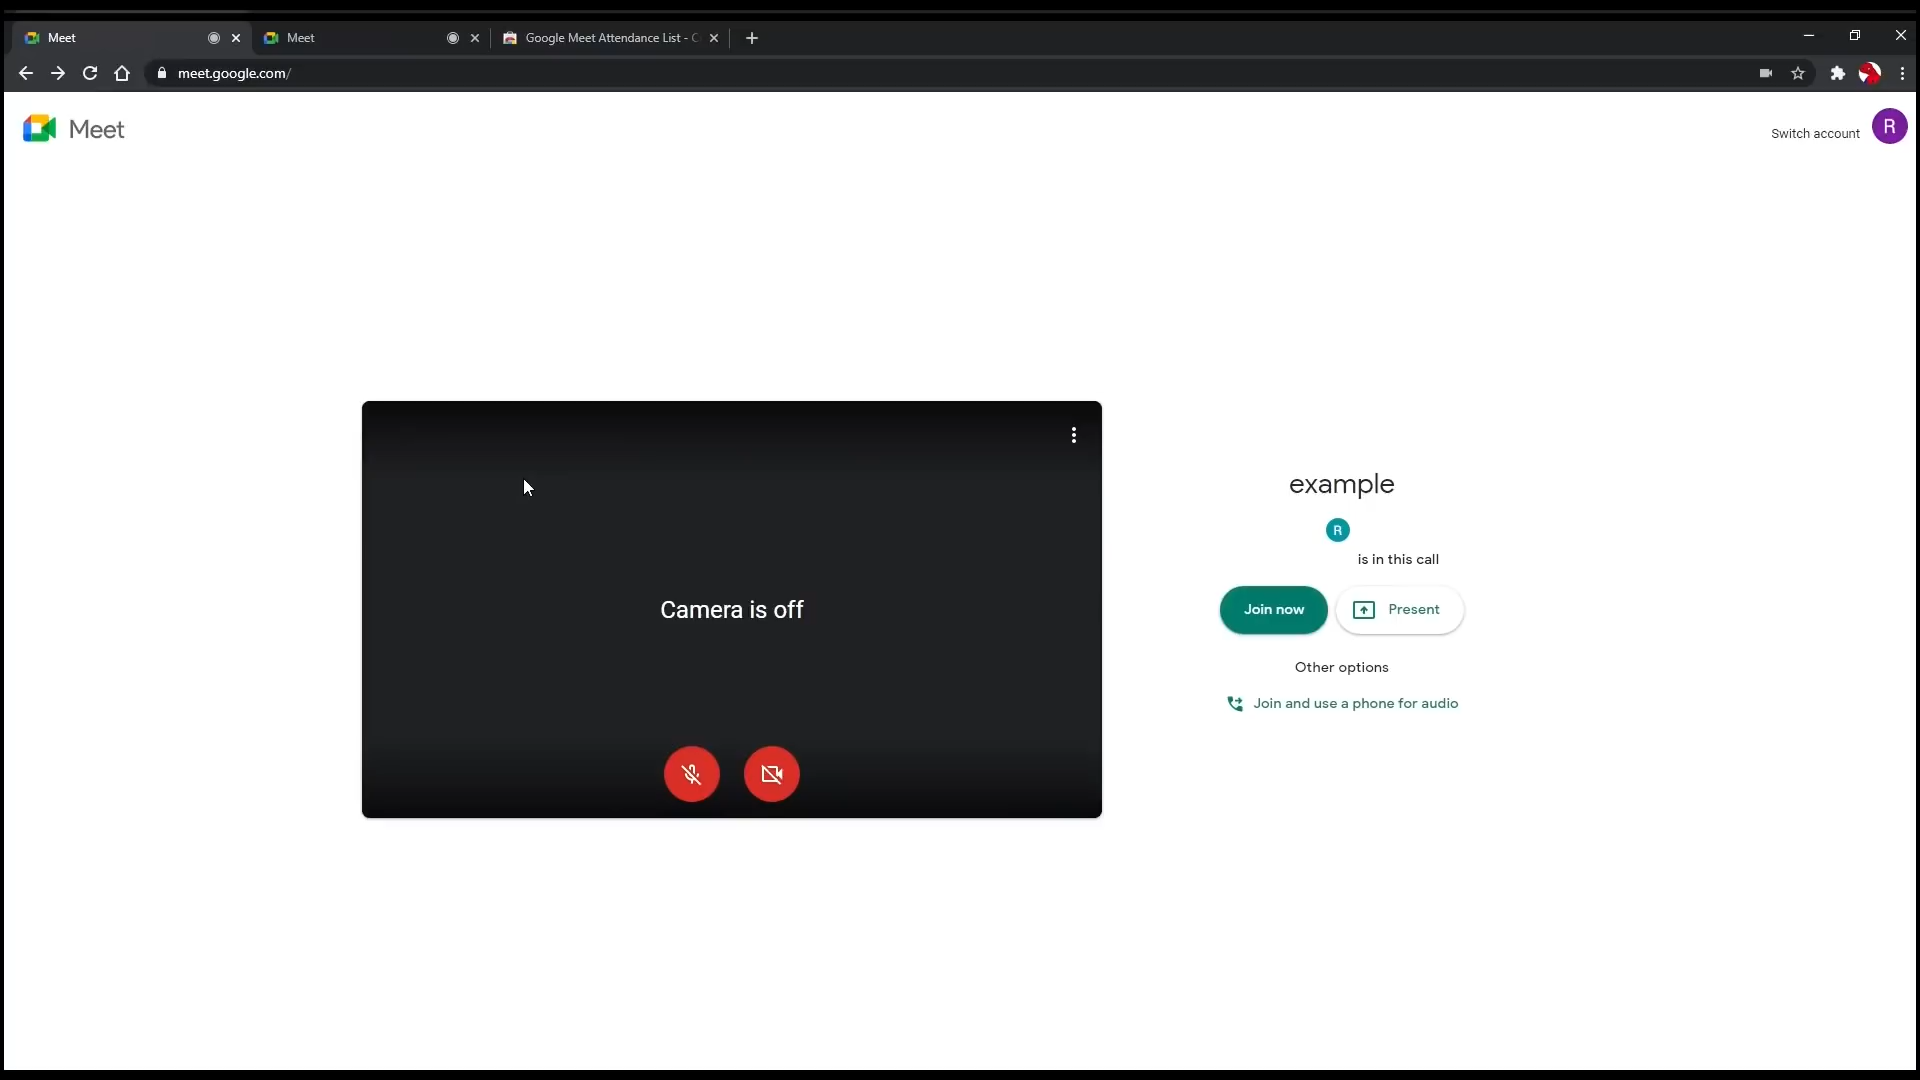 Meet
Meet
Google Meet Attendance List - C
meet.google.com/
Meet
Switch account
R
example
R
is in this call
Camera is off
Join now
Present
Other options
Join and use a phone for audio